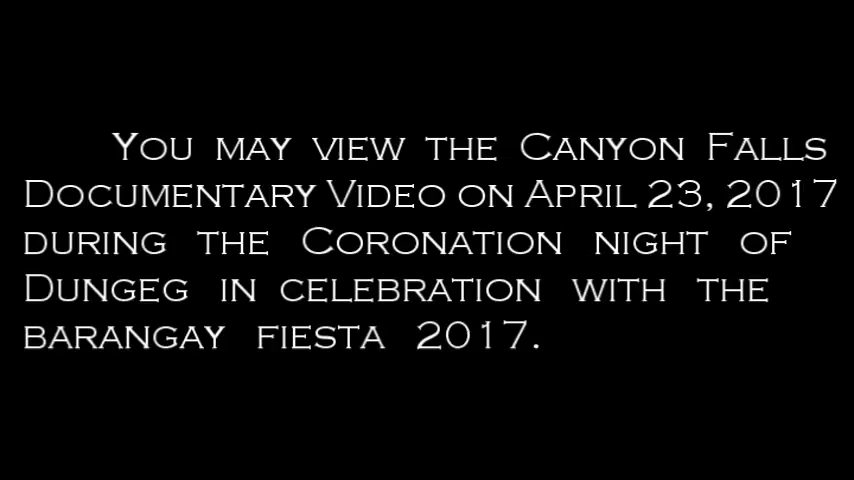 You may view the Canyon Falls
Documentary Video on April 23, 2017
during the Coronation night of
Dungeg in celebration with the
barangay fiesta 2017.